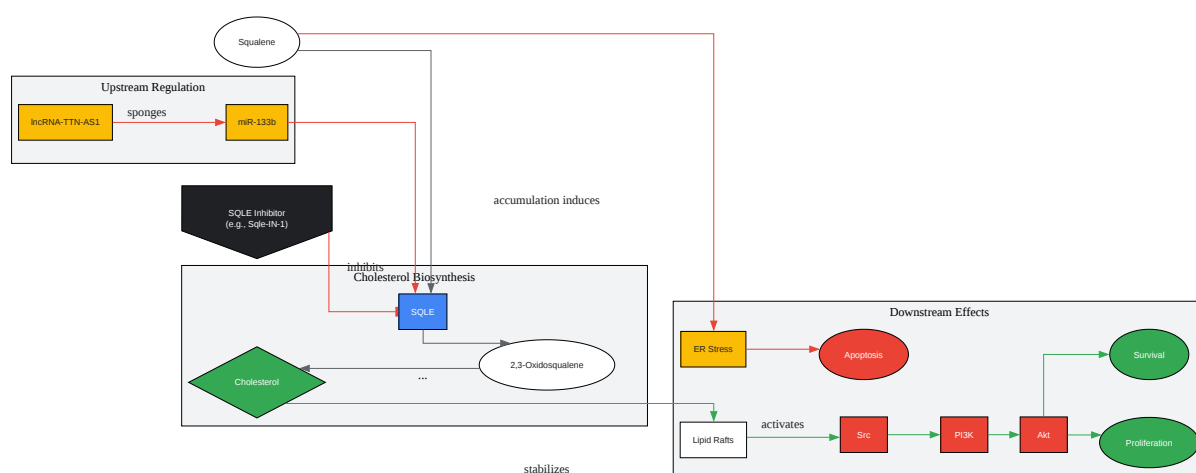 Squalene
Upstream Regulation
lncRNA-TTN-AS1
sponges
miR-133b
SQLE Inhibitor
(e.g., Sqle-IN-1)
accumulation induces
inhibits
Cholesterol Biosynthesis
SQLE
2,3-Oxidosqualene
...
Cholesterol
Downstream Effects
ER Stress
Apoptosis
Survival
Lipid Rafts
activates
Src
PI3K
Akt
Proliferation
stabilizes